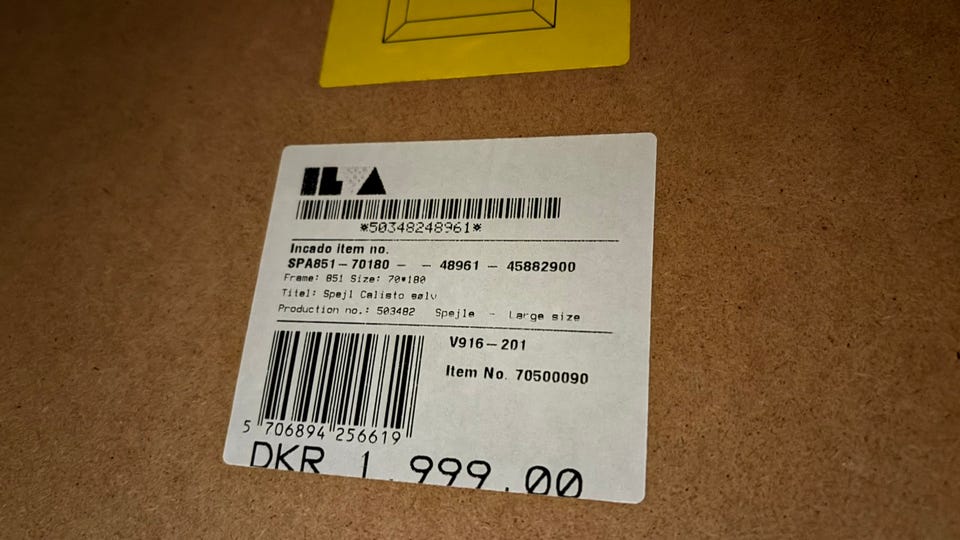 ILVA
*50348248961*
Incado item no.
SPA851-70180 - - 48961 - 45882900
Frame: 851 Size: 70*180
Titel: Spejl Calisto sølv
Production no.: 503482 Spejle - Large size
V916-201
Item No. 70500090
5 706894 256619
DKR 1.999.00